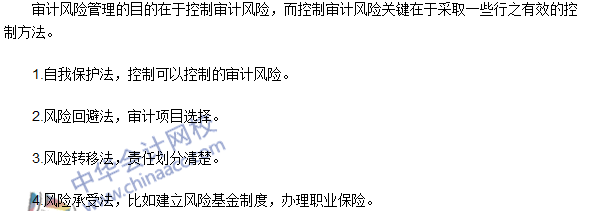 审计风险管理的目的在于控制审计风险，而控制审计风险关键在于采取一些行之有效的控
制方法。
1.自我保护法，控制可以控制的审计风险。
2.风险回避法，审计项目选择。
3.风险转移法，责任划分清楚。
4.风险承受法，比如建立风险基金制度，办理职业保险。
中华会计网校
www.chinaacc.com